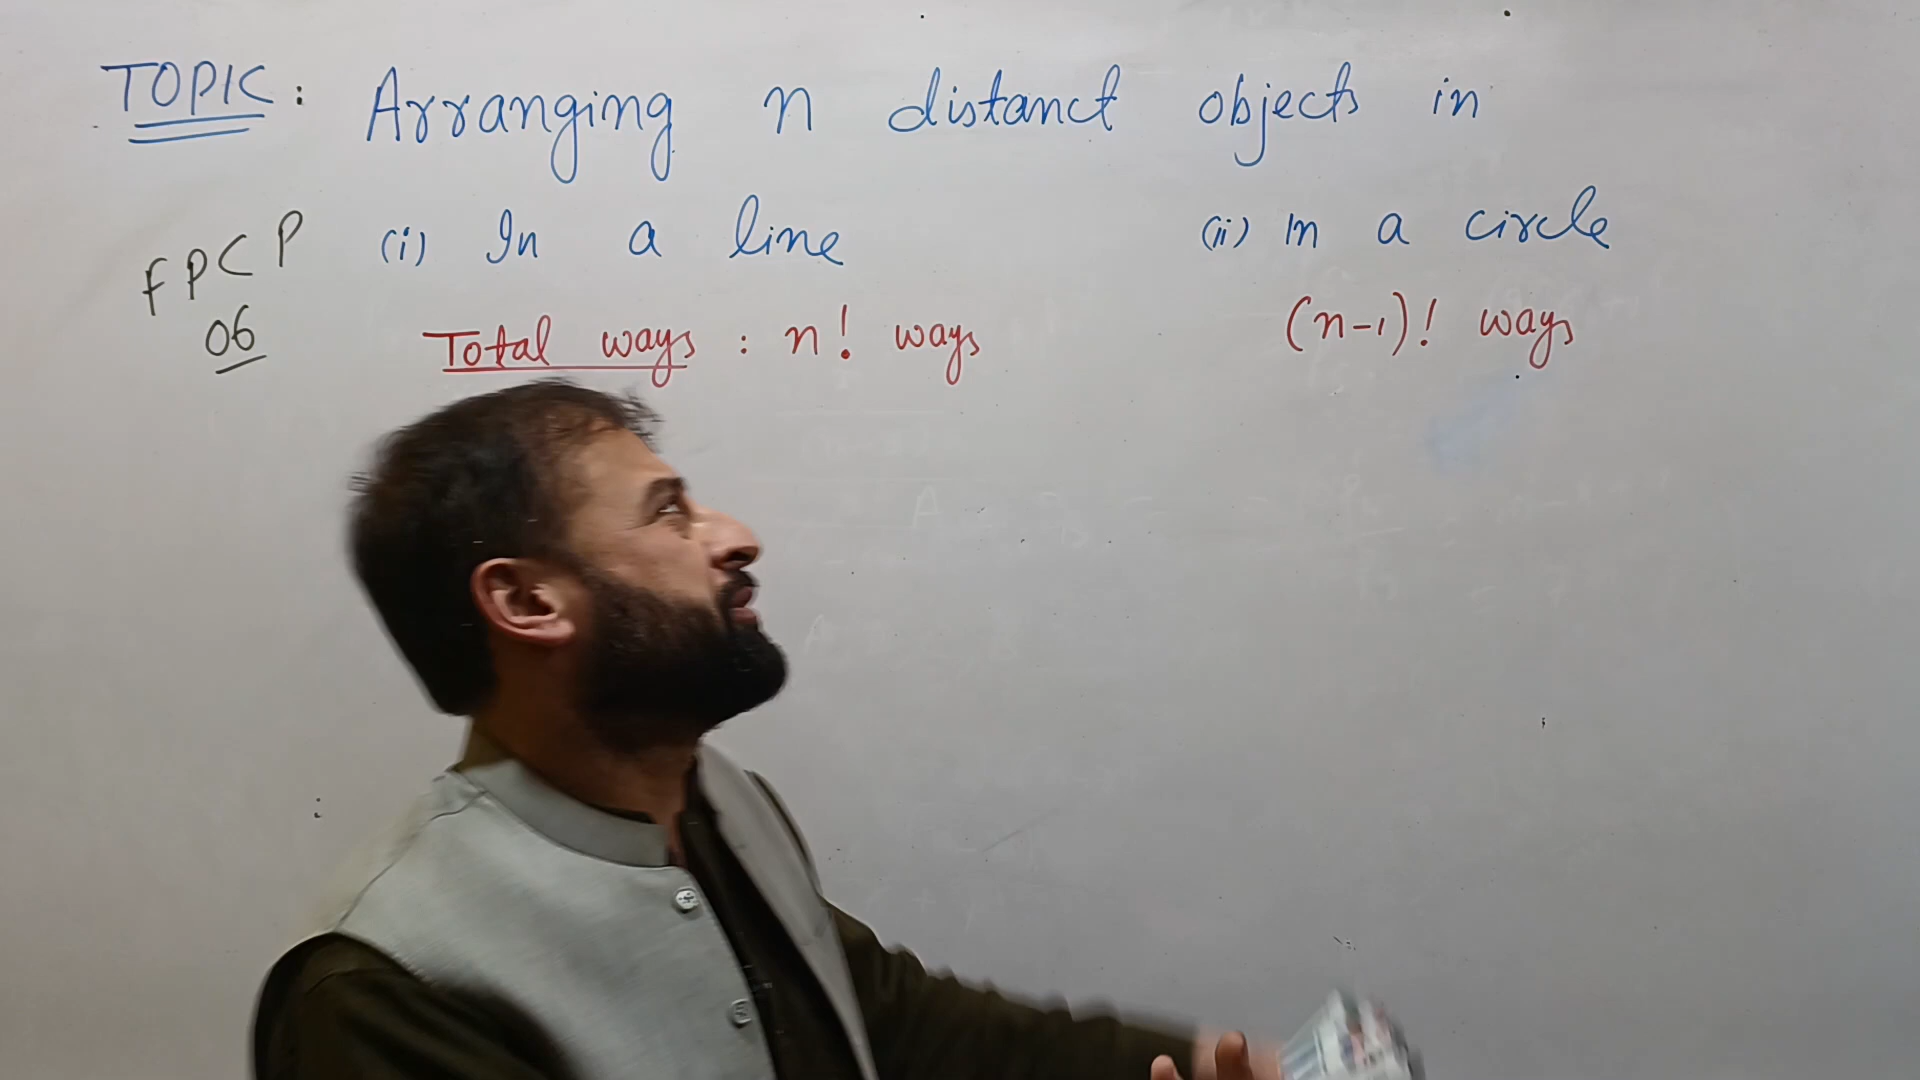 TOPIC: Arranging n distanct objects in
FPCP (i) In a line (ii) In a circle
06 Total ways : n! ways (n-1)! ways